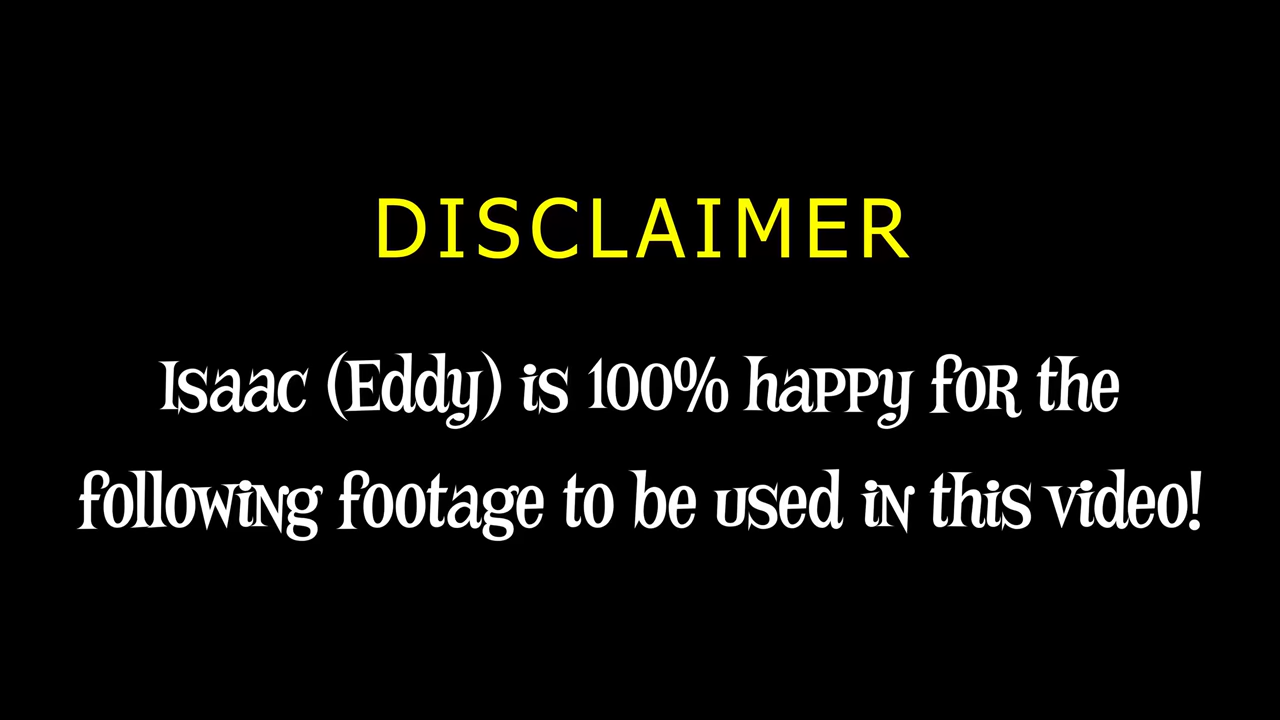 DISCLAIMER
Isaac (Eddy) is 100% happy for the
following footage to be used in this video!